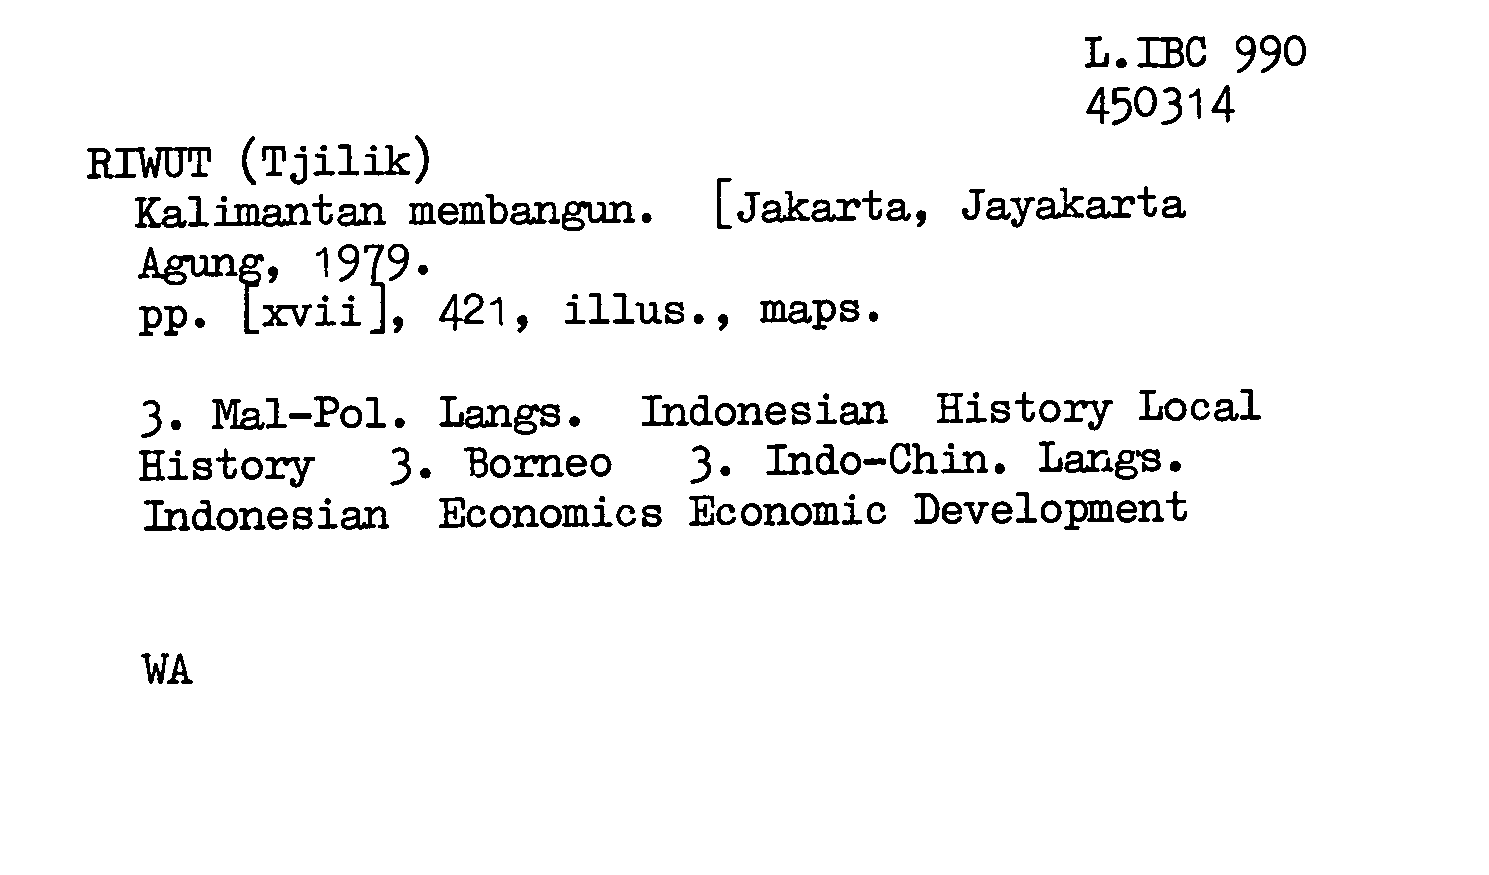 L.IBC 990
450314
RIWUT (Tjilik)
Kalimantan membangun. [Jakarta, Jayakarta
Agung, 1979.
pp. [xvii], 421, illus., maps.
3. Mal-Pol. Langs. Indonesian History Local
History 3. Borneo 3. Indo-Chin. Langs.
Indonesian Economics Economic Development
WA